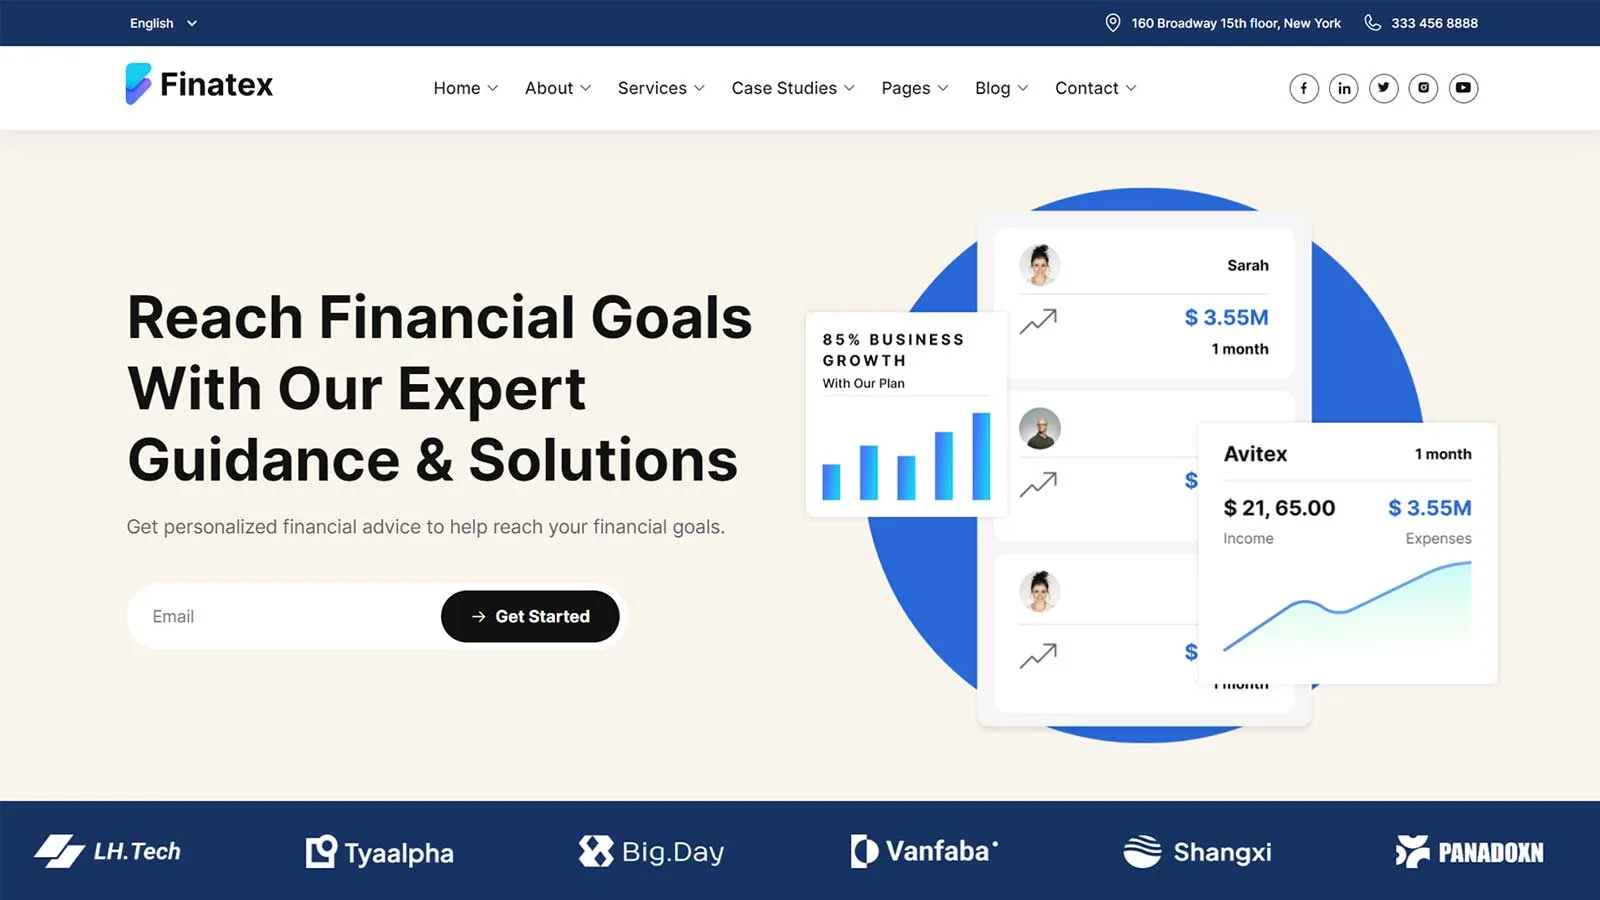 English
160 Broadway 15th floor, New York
333 456 8888
Finatex
Home
About
Services
Case Studies
Pages
Blog
Contact
Reach Financial Goals
With Our Expert
Guidance & Solutions
Get personalized financial advice to help reach your financial goals.
Email
→ Get Started
Sarah
$ 3.55M
1 month
85% BUSINESS
GROWTH
With Our Plan
$
$
1 month
Avitex
1 month
$ 21, 65.00
$ 3.55M
Income
Expenses
LH.Tech
Tyaalpha
Big.Day
Vanfaba
Shangxi
PANADOXN